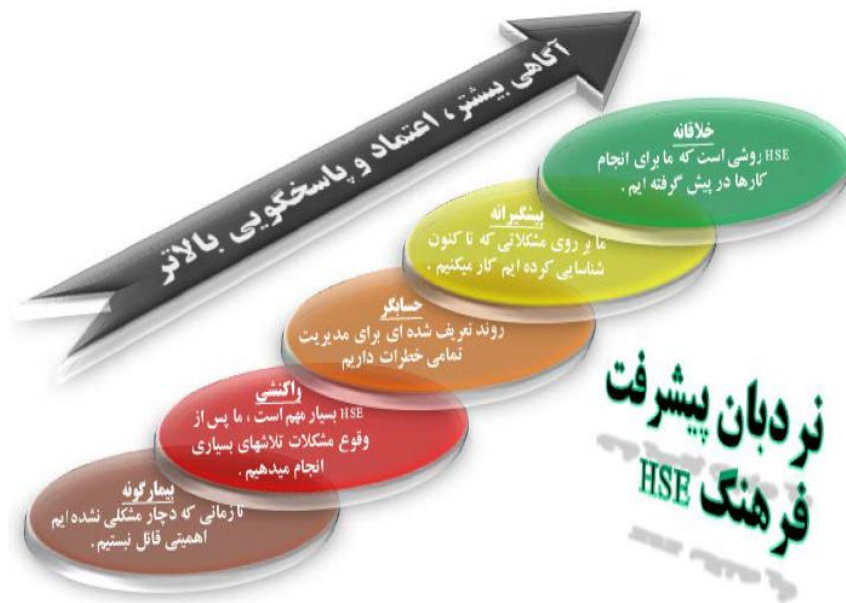 آگاهی بیشتر، اعتماد و پاسخگویی بالاتر
خلاقانه
HSE روشی است که ما برای انجام
کارها در پیش گرفته ایم .
پیشگیرانه
ما بر روی مشکلاتی که تا کنون
شناسایی کرده ایم کار میکنیم .
حسابگر
روند تعریف شده ای برای مدیریت
تمامی خطرات داریم
راکنشی
HSE بسیار مهم است ، ما پس از
وقوع مشکلات تلاشهای بسیاری
انجام میدهیم .
بیمارگونه
تا زمانی که دچار مشکلی نشده ایم
اهمیتی قائل نیستیم .
نردبان پیشرفت
فرهنگ HSE